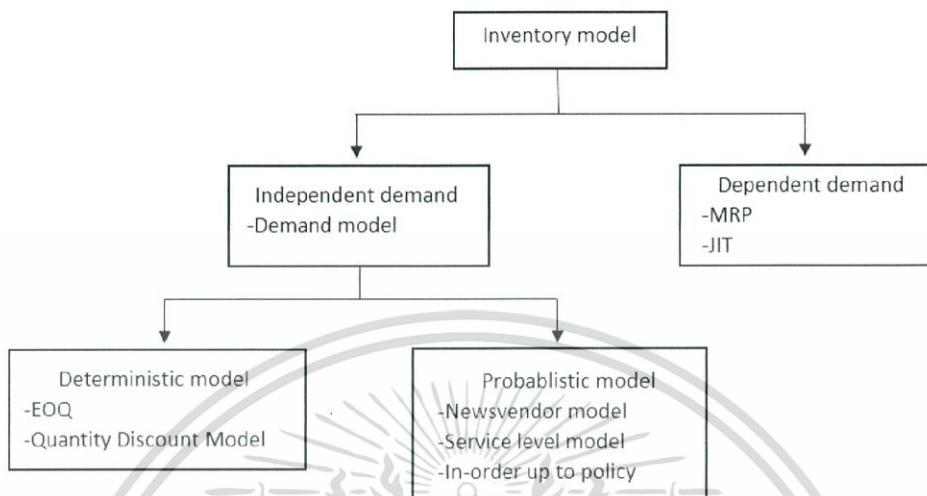 Inventory model
Independent demand
-Demand model
Dependent demand
-MRP
-JIT
Deterministic model
-EOQ
-Quantity Discount Model
Probablistic model
-Newsvendor model
-Service level model
-In-order up to policy